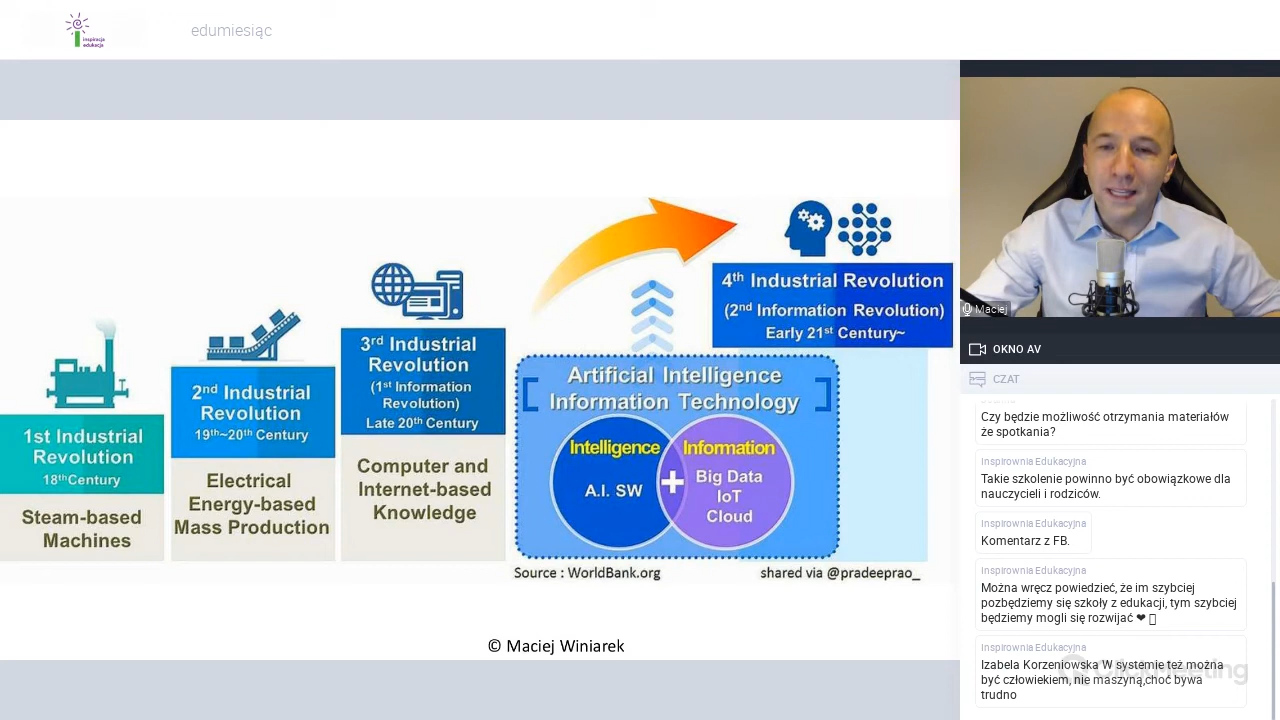 inspiracja
edukacja
edumiesiąc
4th Industrial Revolution
(2nd Information Revolution)
Early 21st Century~
3rd Industrial
Revolution
(1st Information
Revolution)
Late 20th Century
2nd Industrial
Revolution
19th~20th Century
1st Industrial
Revolution
18thCentury
Steam-based
Machines
Electrical
Energy-based
Mass Production
Computer and
Internet-based
Knowledge
Artificial Intelligence
Information Technology
Intelligence
A.I. SW
+
Information
Big Data
IoT
Cloud
Source : WorldBank.org
shared via @pradeeprao_
© Maciej Winiarek
Maciej
OKNO AV
CZAT
Czy będzie możliwość otrzymania materiałów
że spotkania?
Inspirownia Edukacyjna
Takie szkolenie powinno być obowiązkowe dla
nauczycieli i rodziców.
Inspirownia Edukacyjna
Komentarz z FB.
Inspirownia Edukacyjna
Można wręcz powiedzieć, że im szybciej
pozbędziemy się szkoły z edukacji, tym szybciej
będziemy mogli się rozwijać ❤
Inspirownia Edukacyjna
Izabela Korzeniowska W systemie też można
być człowiekiem, nie maszyną,choć bywa
trudno
ClickMeeting